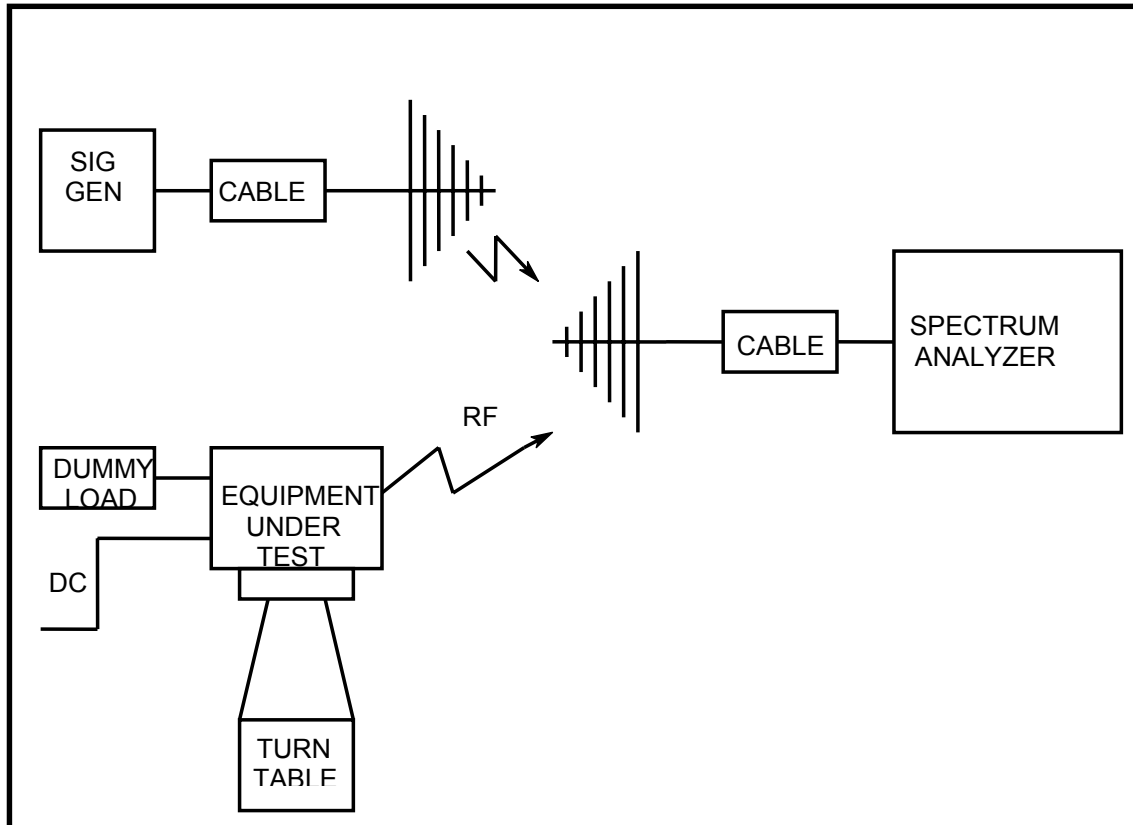 SIG
GEN
CABLE
SPECTRUM
ANALYZER
CABLE
RF
DUMMY
LOAD
EQUIPMENT
UNDER
TEST
DC
TURN
TABLE